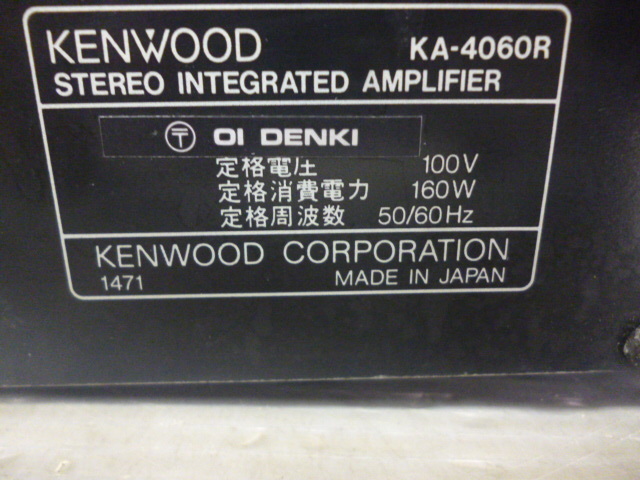 KENWOOD KA-4060R
STEREO INTEGRATED AMPLIFIER
〒 OI DENKI
定格電圧 100V
定格消費電力 160W
定格周波数 50/60Hz
KENWOOD CORPORATION
1471 MADE IN JAPAN